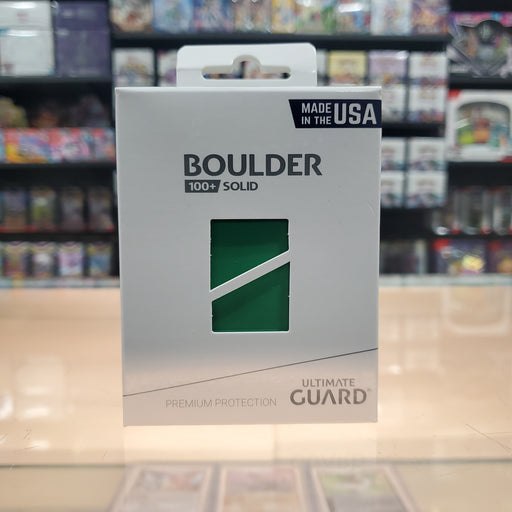 MADE
IN THE USA
BOULDER
100+ SOLID
PREMIUM PROTECTION
ULTIMATE
GUARD®